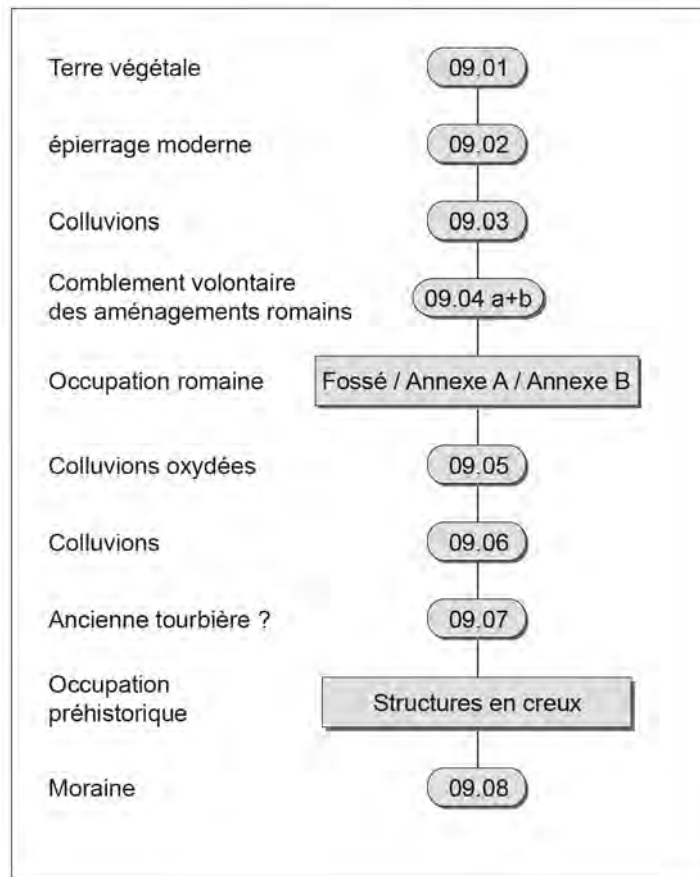 Terre végétale
09.01
épierrage moderne
09.02
Colluvions
09.03
Comblement volontaire
des aménagements romains
09.04 a+b
Occupation romaine
Fossé / Annexe A / Annexe B
Colluvions oxydées
09.05
Colluvions
09.06
Ancienne tourbière ?
09.07
Occupation
préhistorique
Structures en creux
Moraine
09.08